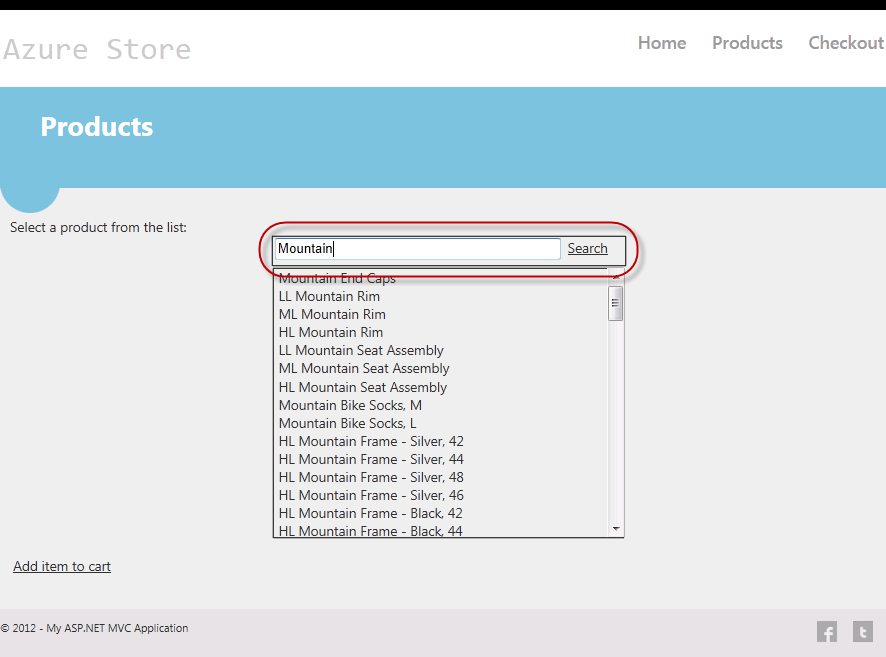 Azure Store
Home Products Checkout
Products
Select a product from the list:
Mountain Search
Mountain End Caps
LL Mountain Rim
ML Mountain Rim
HL Mountain Rim
LL Mountain Seat Assembly
ML Mountain Seat Assembly
HL Mountain Seat Assembly
Mountain Bike Socks, M
Mountain Bike Socks, L
HL Mountain Frame - Silver, 42
HL Mountain Frame - Silver, 44
HL Mountain Frame - Silver, 48
HL Mountain Frame - Silver, 46
HL Mountain Frame - Black, 42
HL Mountain Frame - Black, 44
Add item to cart
© 2012 - My ASP.NET MVC Application
f t